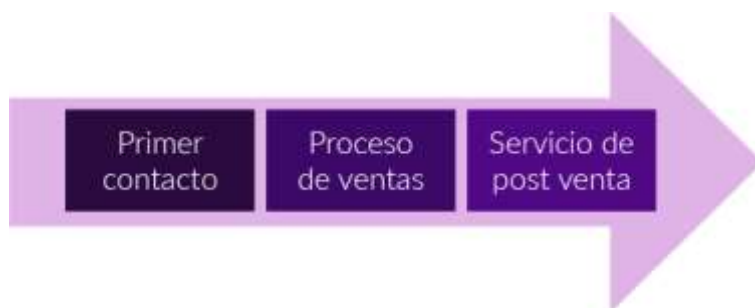 Primer
contacto
Proceso
de ventas
Servicio de
post venta